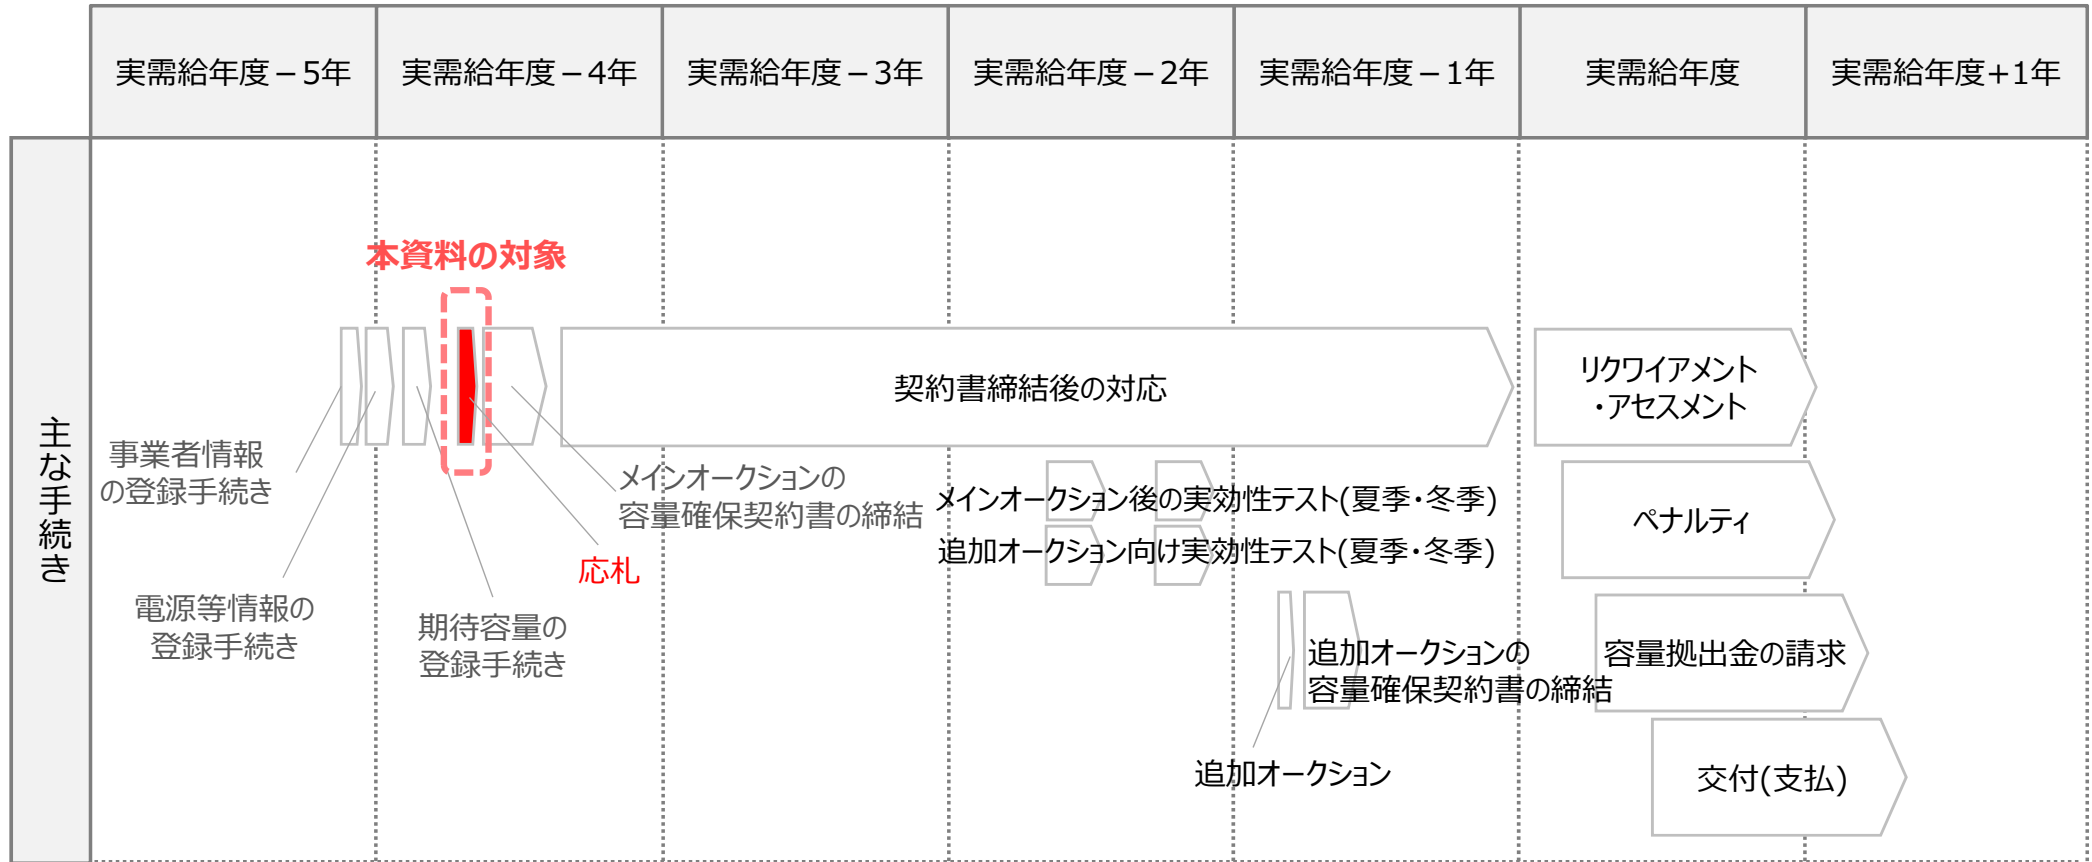 実需給年度－5年
実需給年度－4年
実需給年度－3年
実需給年度－2年
実需給年度－1年
実需給年度
実需給年度+1年
主な手続き
本資料の対象
契約書締結後の対応
リクワイアメント
・アセスメント
事業者情報
の登録手続き
メインオークションの
容量確保契約書の締結
メインオークション後の実効性テスト(夏季・冬季)
ペナルティ
追加オークション向け実効性テスト(夏季・冬季)
応札
電源等情報の
登録手続き
期待容量の
登録手続き
追加オークションの
容量確保契約書の締結
容量拠出金の請求
追加オークション
交付(支払)